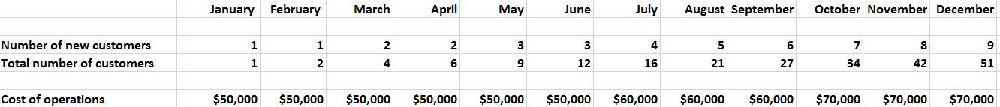 January February March April May June July August September October November December
Number of new customers 1 1 2 2 3 3 4 5 6 7 8 9
Total number of customers 1 2 4 6 9 12 16 21 27 34 42 51
Cost of operations $50,000 $50,000 $50,000 $50,000 $50,000 $50,000 $60,000 $60,000 $60,000 $70,000 $70,000 $70,000